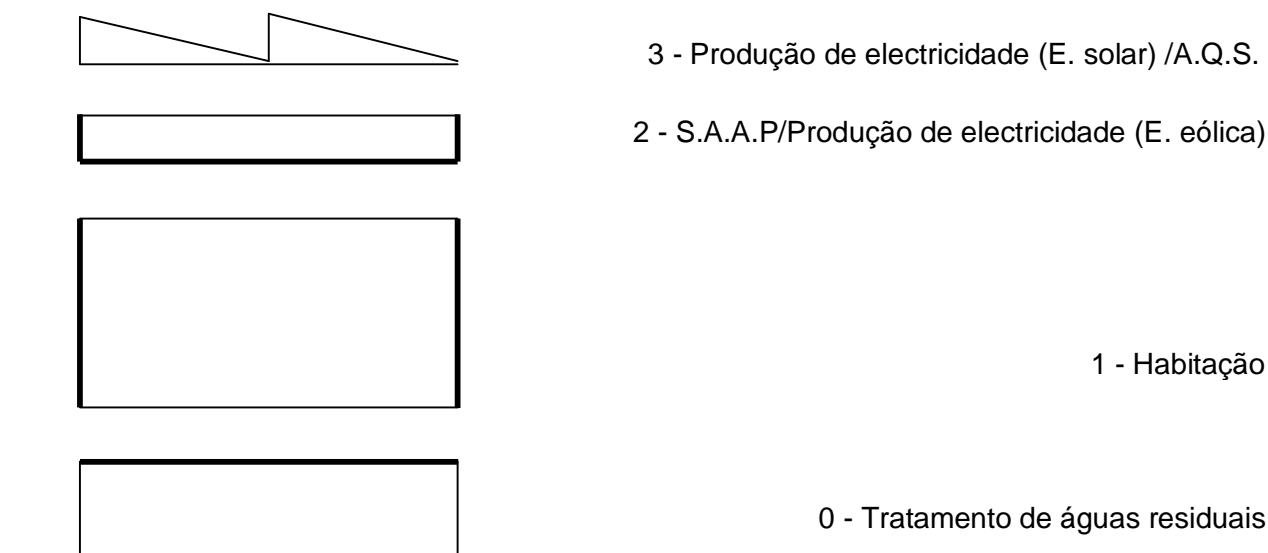 3 - Produção de electricidade (E. solar) /A.Q.S.
2 - S.A.A.P/Produção de electricidade (E. eólica)
1 - Habitação
0 - Tratamento de águas residuais